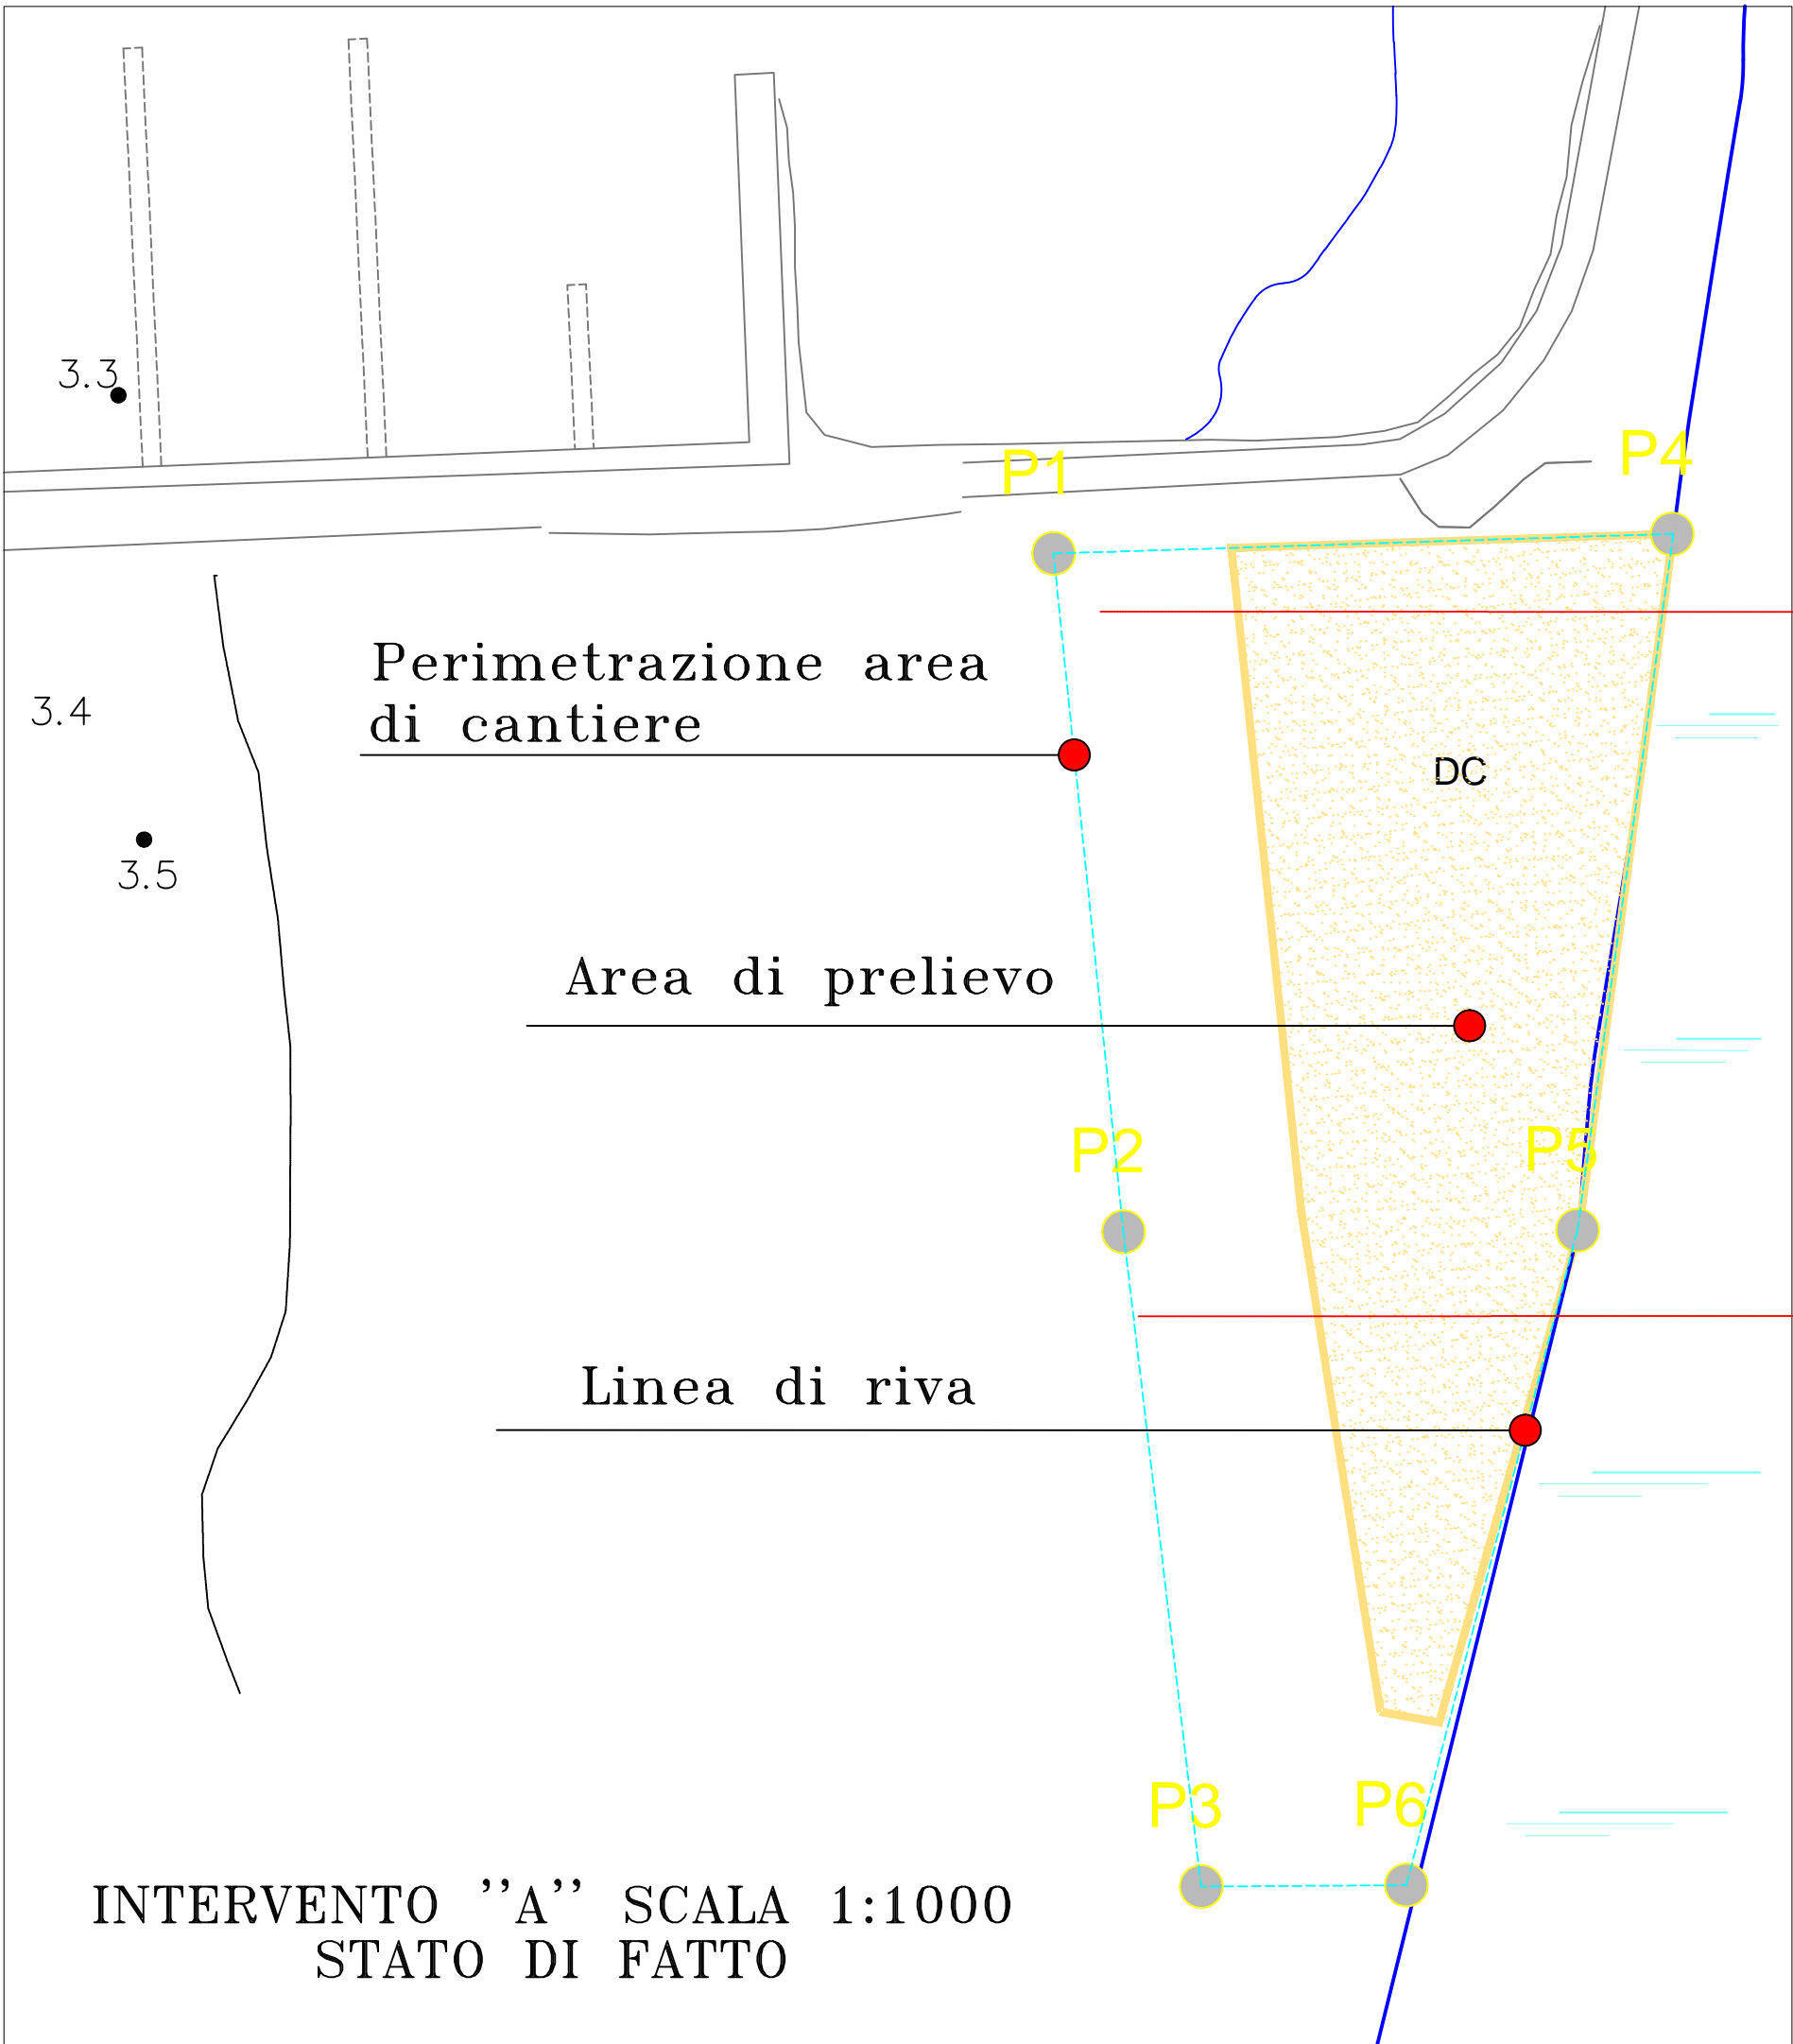 3.3
P1
P4
Perimetrazione area
di cantiere
3.4
DC
3.5
Area di prelievo
P2
P5
Linea di riva
P3
P6
INTERVENTO ''A'' SCALA 1:1000
STATO DI FATTO